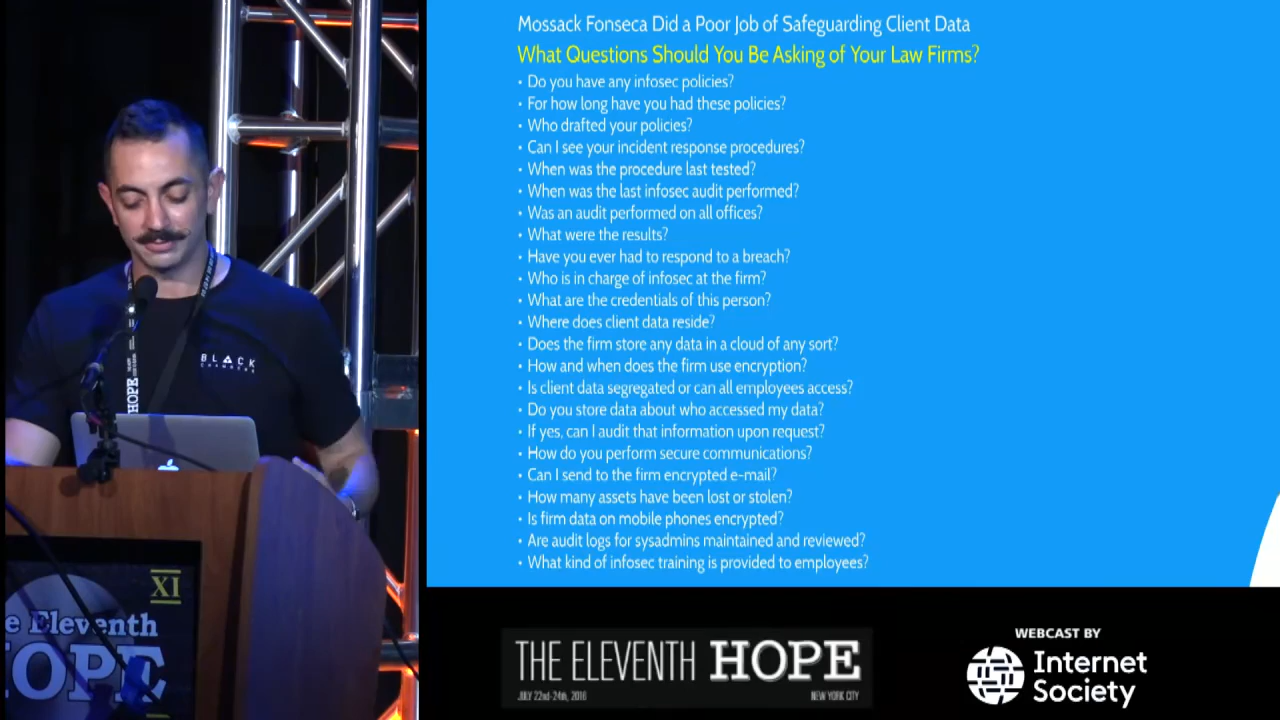 Mossack Fonseca Did a Poor Job of Safeguarding Client Data
What Questions Should You Be Asking of Your Law Firms?
• Do you have any infosec policies?
• For how long have you had these policies?
• Who drafted your policies?
• Can I see your incident response procedures?
• When was the procedure last tested?
• When was the last infosec audit performed?
• Was an audit performed on all offices?
• What were the results?
• Have you ever had to respond to a breach?
• Who is in charge of infosec at the firm?
• What are the credentials of this person?
• Where does client data reside?
• Does the firm store any data in a cloud of any sort?
• How and when does the firm use encryption?
• Is client data segregated or can all employees access?
• Do you store data about who accessed my data?
• If yes, can I audit that information upon request?
• How do you perform secure communications?
• Can I send to the firm encrypted e-mail?
• How many assets have been lost or stolen?
• Is firm data on mobile phones encrypted?
• Are audit logs for sysadmins maintained and reviewed?
• What kind of infosec training is provided to employees?
BLACK
CHAMBER
HOPE
XI
e Eleventh
HOPE
THE ELEVENTH HOPE
JULY 22nd-24th, 2016
NEW YORK CITY
WEBCAST BY
Internet
Society